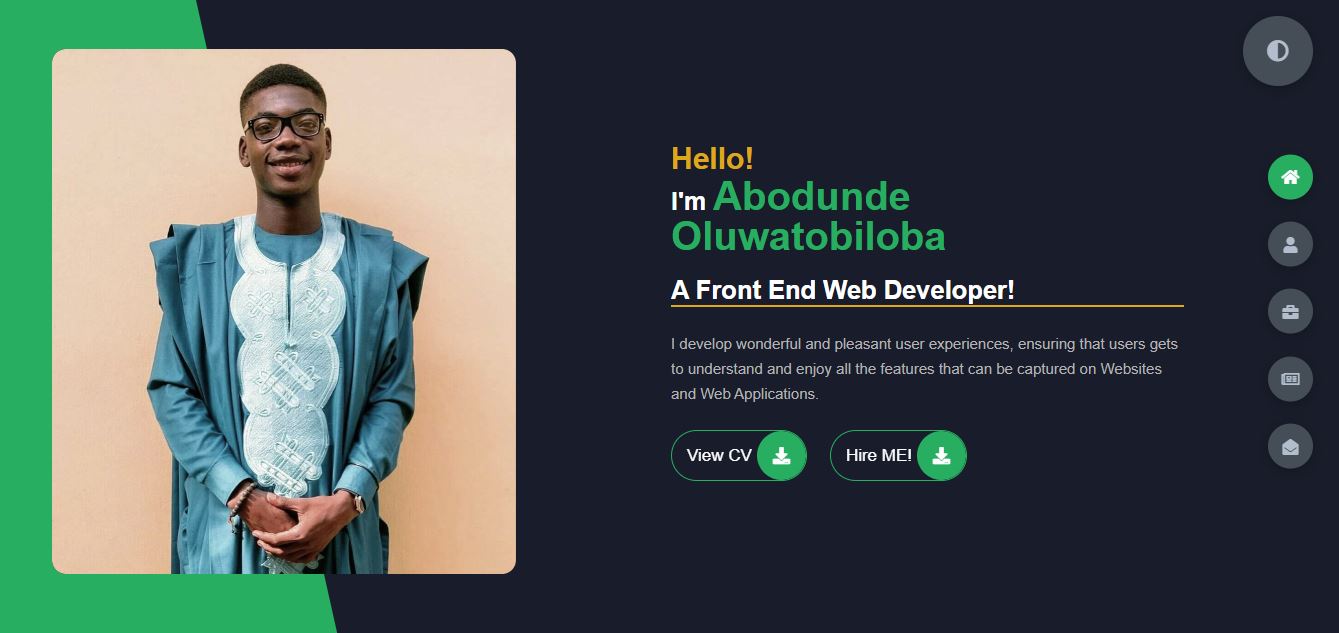 Hello!
I'm Abodunde
Oluwatobiloba
A Front End Web Developer!
I develop wonderful and pleasant user experiences, ensuring that users gets
to understand and enjoy all the features that can be captured on Websites
and Web Applications.
View CV
Hire ME!